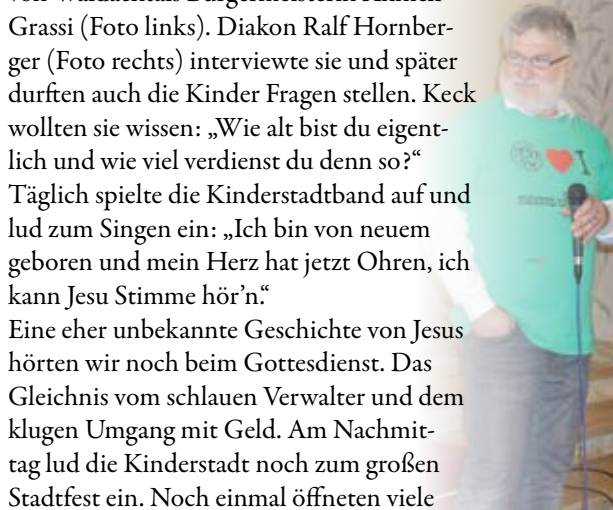 Grassi (Foto links). Diakon Ralf Hornber-
ger (Foto rechts) interviewte sie und später
durften auch die Kinder Fragen stellen. Keck
wollten sie wissen: „Wie alt bist du eigent-
lich und wie viel verdienst du denn so?“
Täglich spielte die Kinderstadtband auf und
lud zum Singen ein: „Ich bin von neuem
geboren und mein Herz hat jetzt Ohren, ich
kann Jesu Stimme hör’n.“
Eine eher unbekannte Geschichte von Jesus
hörten wir noch beim Gottesdienst. Das
Gleichnis vom schlauen Verwalter und dem
klugen Umgang mit Geld. Am Nachmit-
tag lud die Kinderstadt noch zum großen
Stadtfest ein. Noch einmal öffneten viele